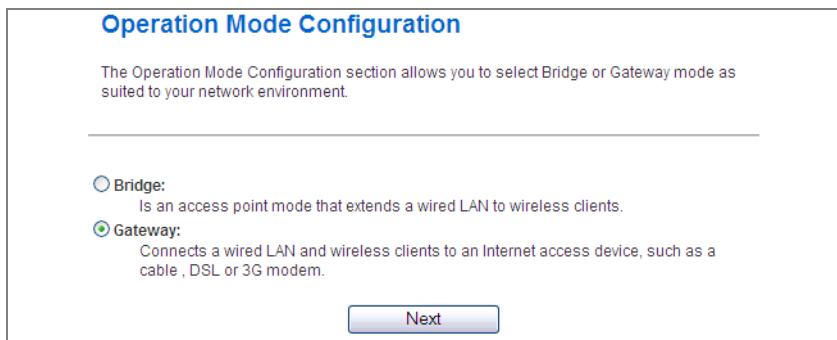 Operation Mode Configuration
The Operation Mode Configuration section allows you to select Bridge or Gateway mode as
suited to your network environment.
Bridge:
Is an access point mode that extends a wired LAN to wireless clients.
Gateway:
Connects a wired LAN and wireless clients to an Internet access device, such as a
cable , DSL or 3G modem.
Next